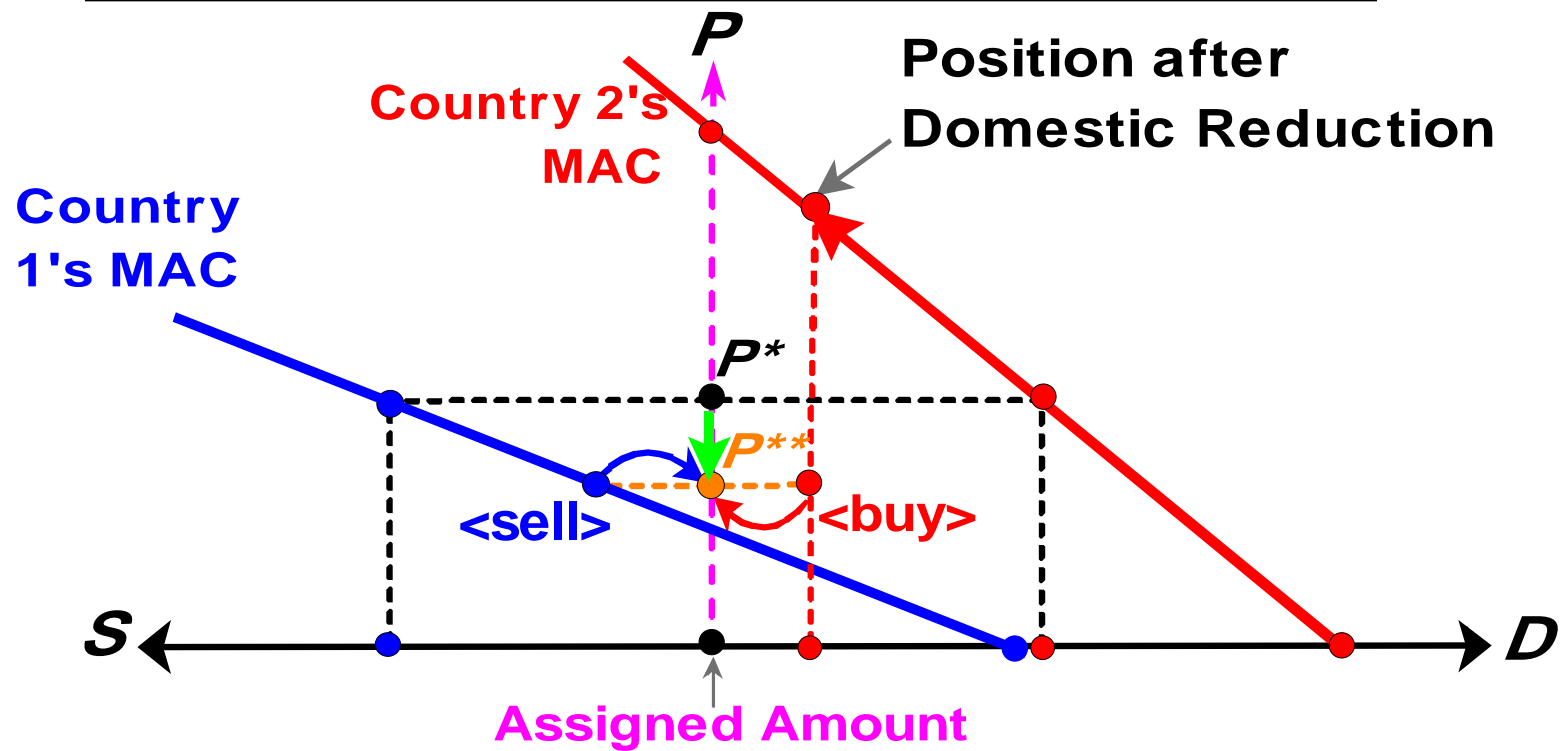 P
Position after
Domestic Reduction
Country 2's
MAC
Country
1's MAC
P*
P**
<sell>
<buy>
S
D
Assigned Amount